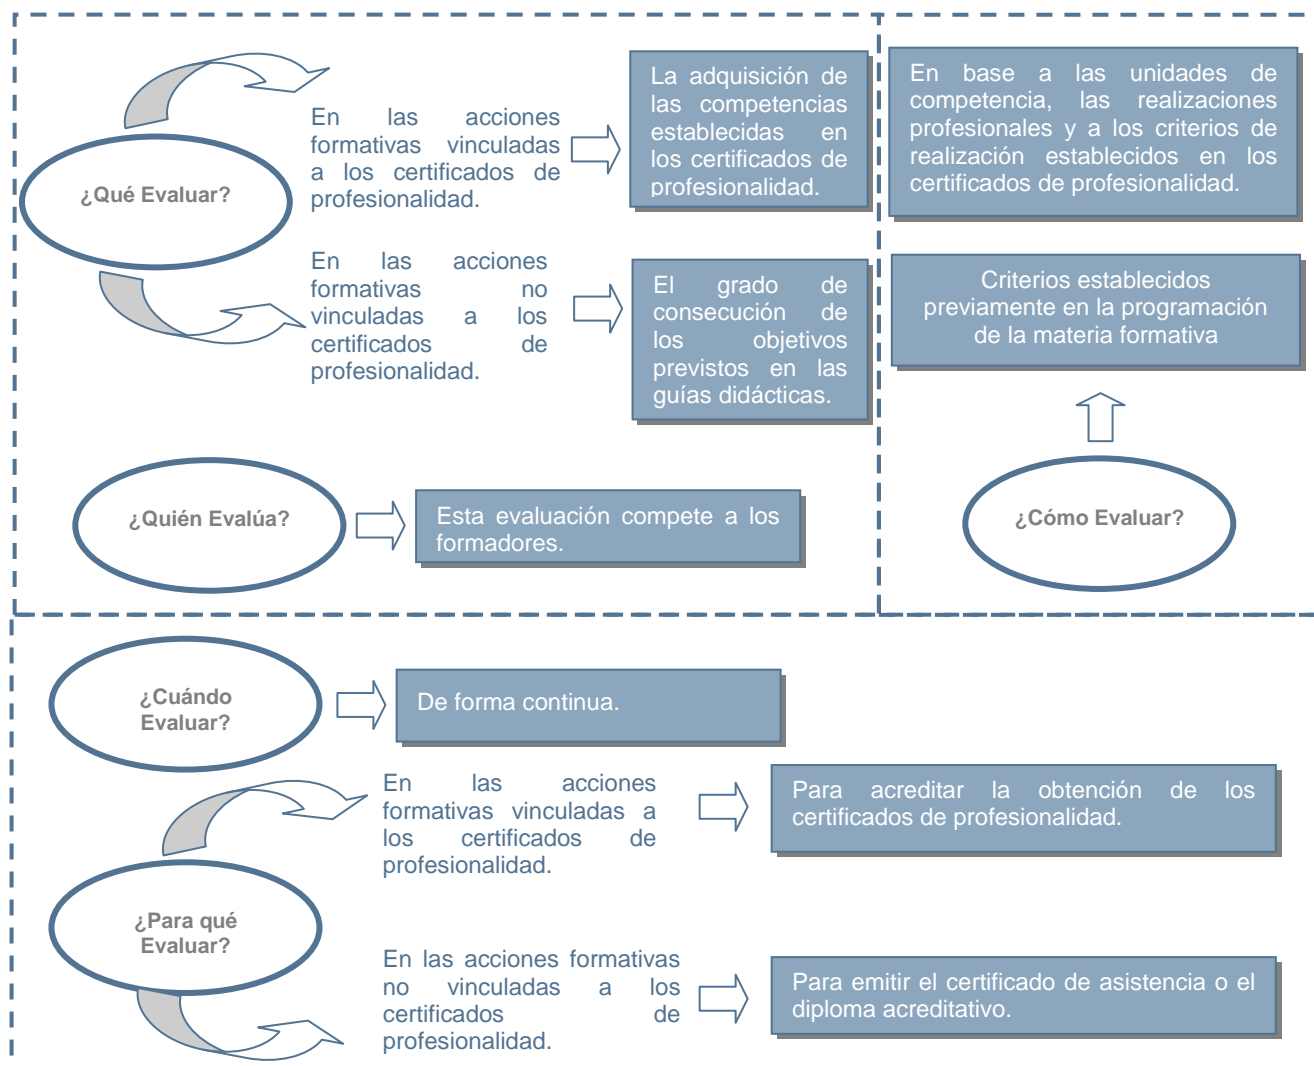 ¿Qué Evaluar?
En las acciones
formativas vinculadas
a los certificados de
profesionalidad.
La adquisición de
las competencias
establecidas en
los certificados de
profesionalidad.
En base a las unidades de
competencia, las realizaciones
profesionales y a los criterios de
realización establecidos en los
certificados de profesionalidad.
En las acciones
formativas no
vinculadas a los
certificados de
profesionalidad.
El grado de
consecución de
los objetivos
previstos en las
guías didácticas.
Criterios establecidos
previamente en la programación
de la materia formativa
¿Quién Evalúa?
Esta evaluación compete a los
formadores.
¿Cómo Evaluar?
¿Cuándo
Evaluar?
De forma continua.
En las acciones
formativas vinculadas a
los certificados de
profesionalidad.
Para acreditar la obtención de los
certificados de profesionalidad.
¿Para qué
Evaluar?
En las acciones formativas
no vinculadas a los
certificados de
profesionalidad.
Para emitir el certificado de asistencia o el
diploma acreditativo.